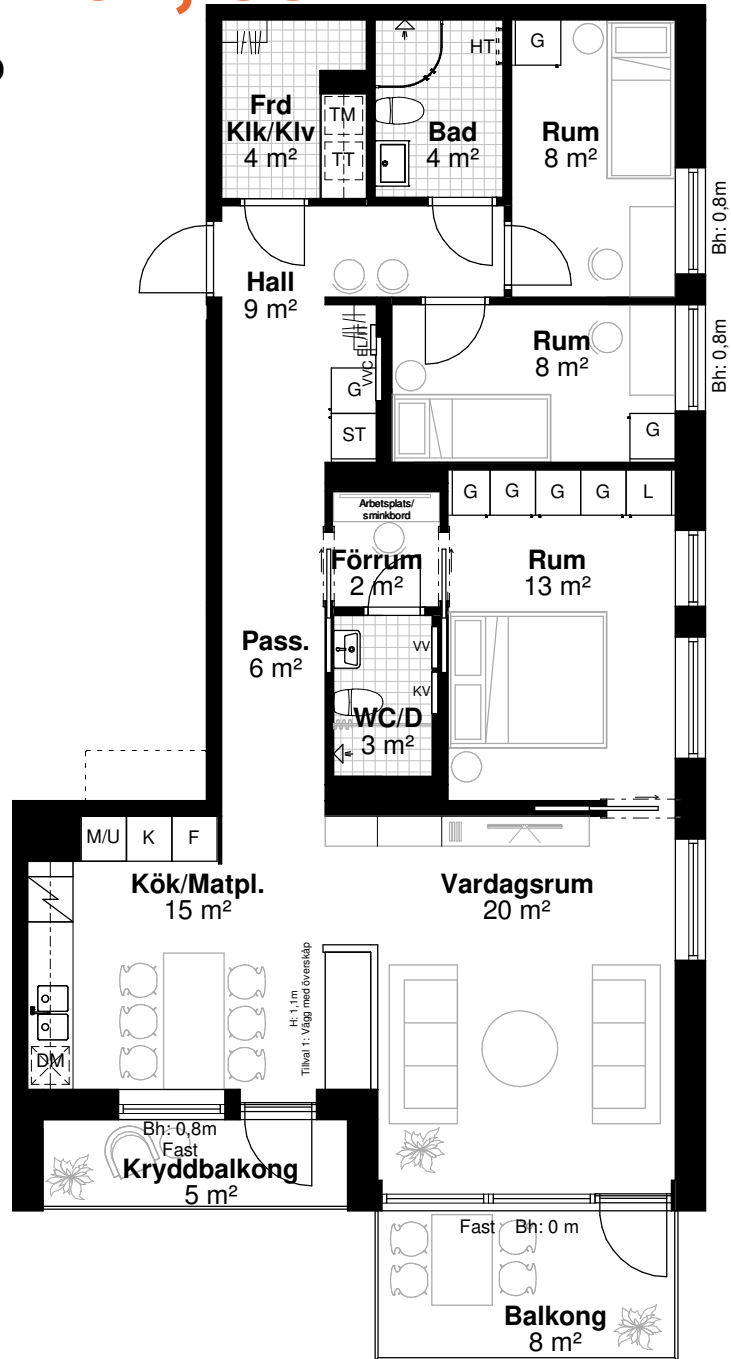 Frd
Klk/Klv
4 m²
TM
TT
HT
Bad
4 m²
G
Rum
8 m²
Bh: 0,8m
Hall
9 m²
VVC EL/IT
G
ST
Rum
8 m²
G
Bh: 0,8m
G
G
G
G
L
Arbetsplats/
sminkbord
Förrum
2 m²
Rum
13 m²
Pass.
6 m²
VV
KV
WC/D
3 m²
M/U
K
F
Kök/Matpl.
15 m²
Vardagsrum
20 m²
H: 1,1m
Tillval 1: Vägg med överskåp
DM
Bh: 0,8m
Fast
Kryddbalkong
5 m²
Fast
Bh: 0 m
Balkong
8 m²